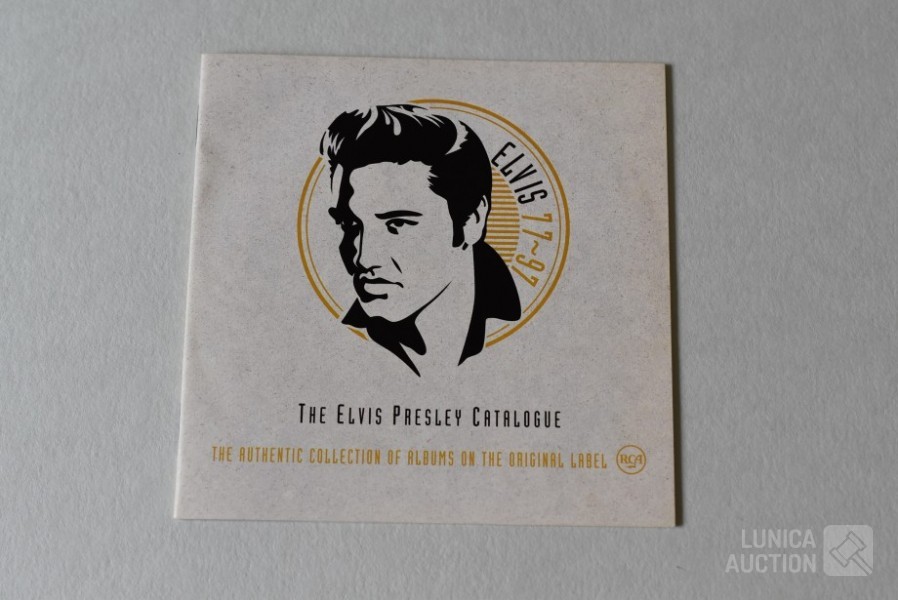 ELVIS 77~97
THE ELVIS PRESLEY CATALOGUE
THE AUTHENTIC COLLECTION OF ALBUMS ON THE ORIGINAL LABEL RCA
LUNICA
AUCTION